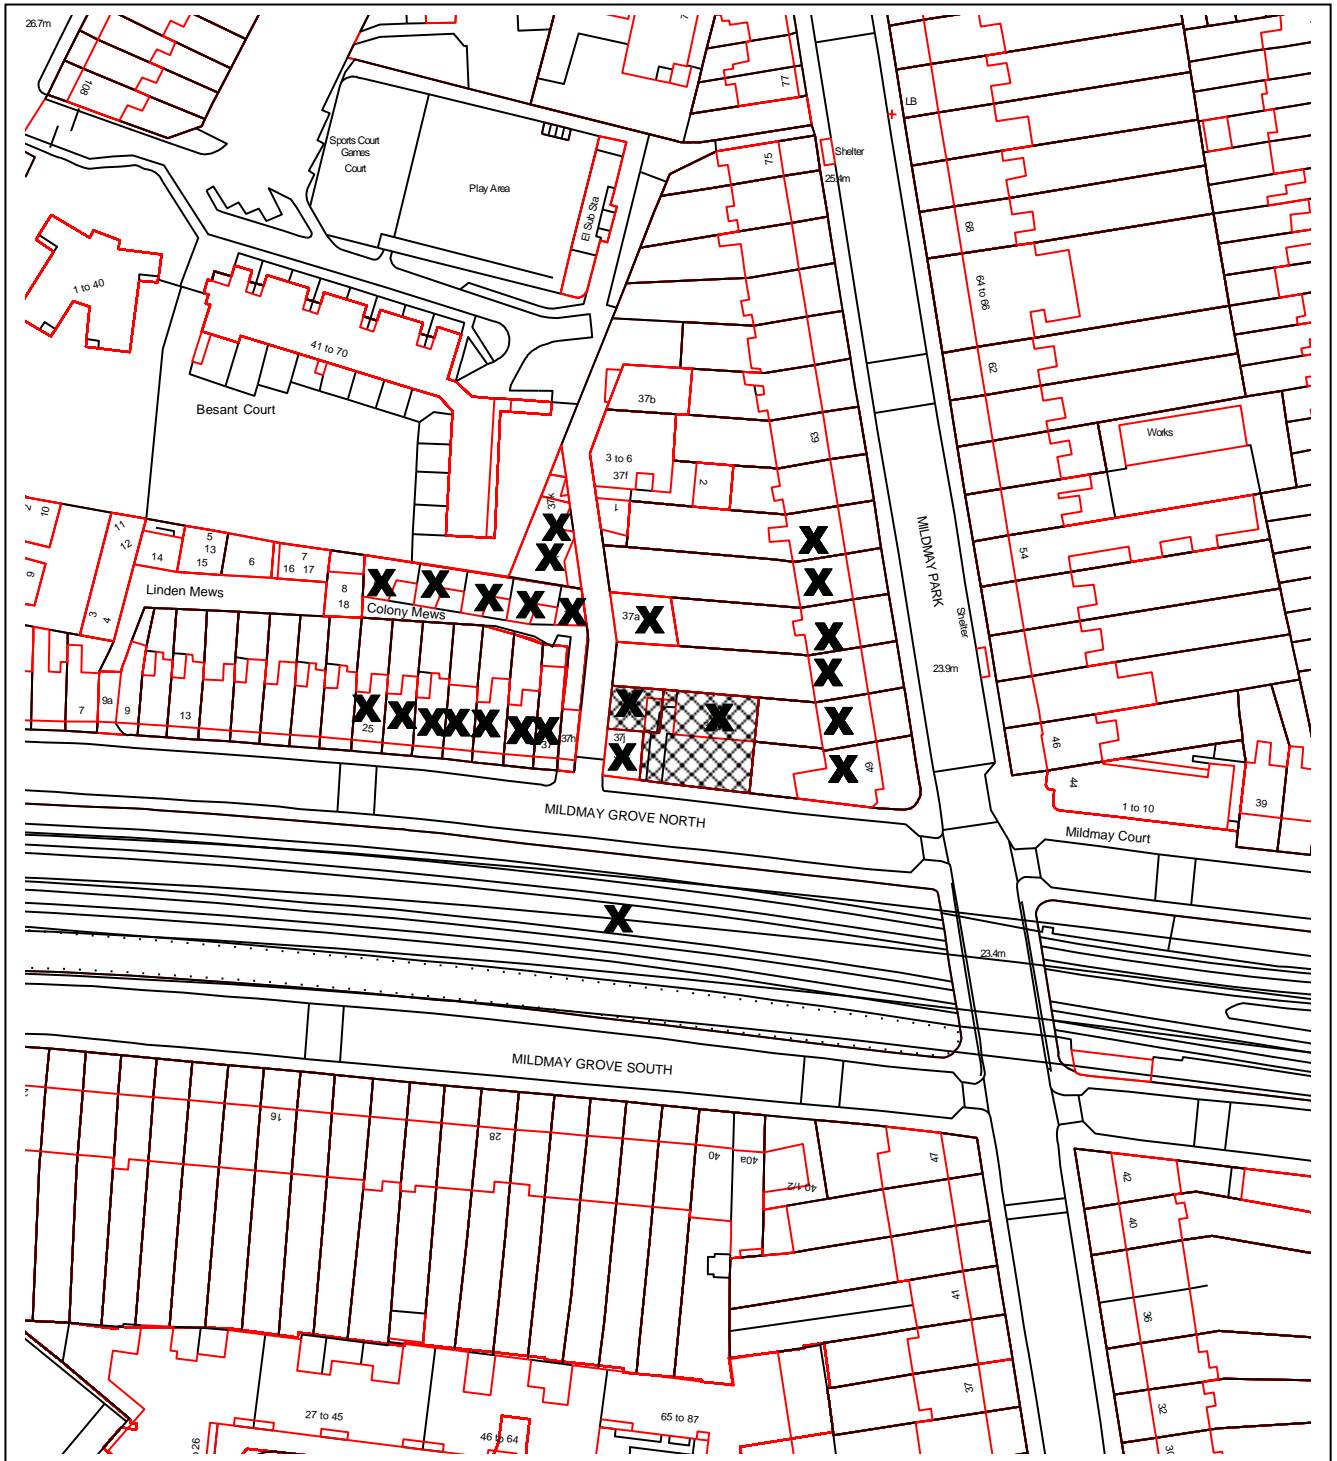 26.7m
108
77
LB
Sports Court
Games
Court
Shelter
75
25.4m
Play Area
El Sub Sta
68
1 to 40
64 to 66
41 to 70
62
Besant Court
37b
63
Works
3 to 6
37f
2
37k
1
X
X
X
MILDMAY PARK
54
2
10
11
12
5
13
15
14
6
7
16 17
8
18
9
Linden Mews
Colony Mews
X
X
X
X
X
X
X
3
4
37a
X
X
Shelter
23.9m
X
7
9a
9
13
X
25
X
X
X
X
X
X
37
37h
X
X
37j
X
X
X
49
46
44
1 to 10
39
MILDMAY GROVE NORTH
Mildmay Court
X
23.4m
MILDMAY GROVE SOUTH
16
28
40
40a
40 1/2
47
42
40
41
36
37
32
27 to 45
46 to 64
65 to 87